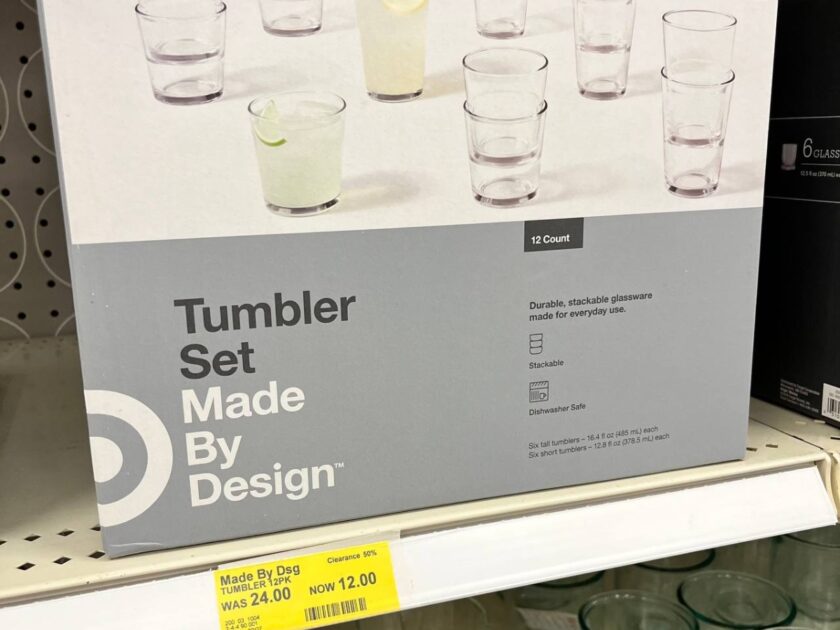 12 Count
Tumbler
Set
Made
By
Design™
Durable, stackable glassware
made for everyday use.
Stackable
Dishwasher Safe
Six tall tumblers – 16.4 fl oz (485 mL) each
Six short tumblers – 12.8 fl oz (378.5 mL) each
6 GLASS
Clearance 50%
Made By Dsg
TUMBLER 12PK
WAS 24.00 NOW 12.00